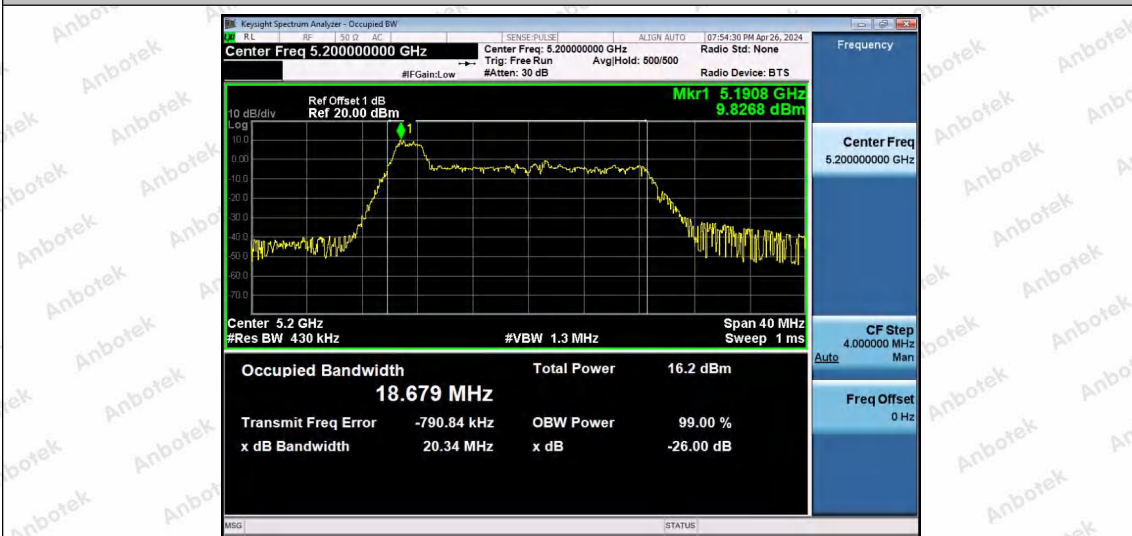 Keysight Spectrum Analyzer - Occupied BW
RL RF 50 Ω AC SENSE:PULSE ALIGN AUTO 07:54:30 PM Apr 26, 2024
Center Freq 5.200000000 GHz
Center Freq: 5.200000000 GHz Radio Std: None
Trig: Free Run Avg|Hold: 500/500
#IFGain:Low #Atten: 30 dB Radio Device: BTS
Mkr1 5.1908 GHz
9.8268 dBm
Ref Offset 1 dB
10 dB/div Ref 20.00 dBm
Log
1
10.0
0.00
-10.0
-20.0
-30.0
-40.0
-50.0
-60.0
-70.0
Center 5.2 GHz Span 40 MHz
#Res BW 430 kHz #VBW 1.3 MHz Sweep 1 ms
Occupied Bandwidth Total Power 16.2 dBm
18.679 MHz
Transmit Freq Error -790.84 kHz OBW Power 99.00 %
x dB Bandwidth 20.34 MHz x dB -26.00 dB
MSG STATUS
Frequency
Center Freq
5.200000000 GHz
CF Step
4.000000 MHz
Auto Man
Freq Offset
0 Hz
Anbotek